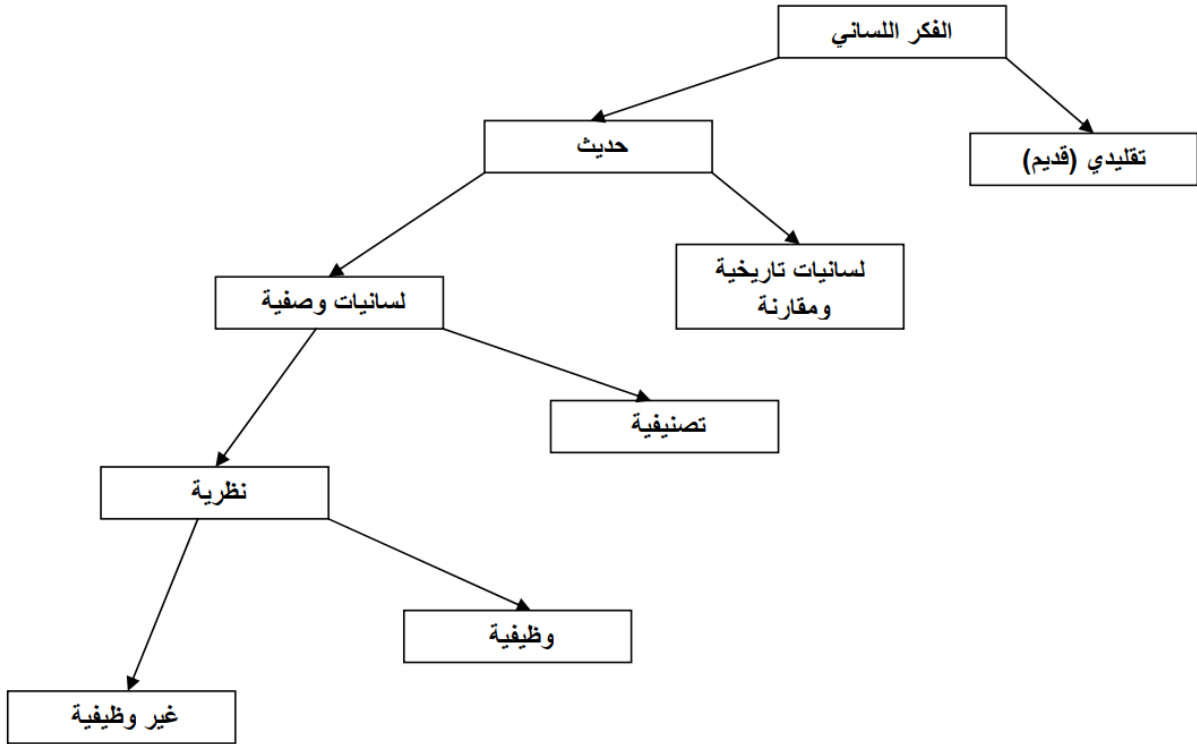 الفكر اللساني
حديث
تقليدي (قديم)
لسانيات تاريخية
ومقارنة
لسانيات وصفية
تصنيفية
نظرية
وظيفية
غير وظيفية